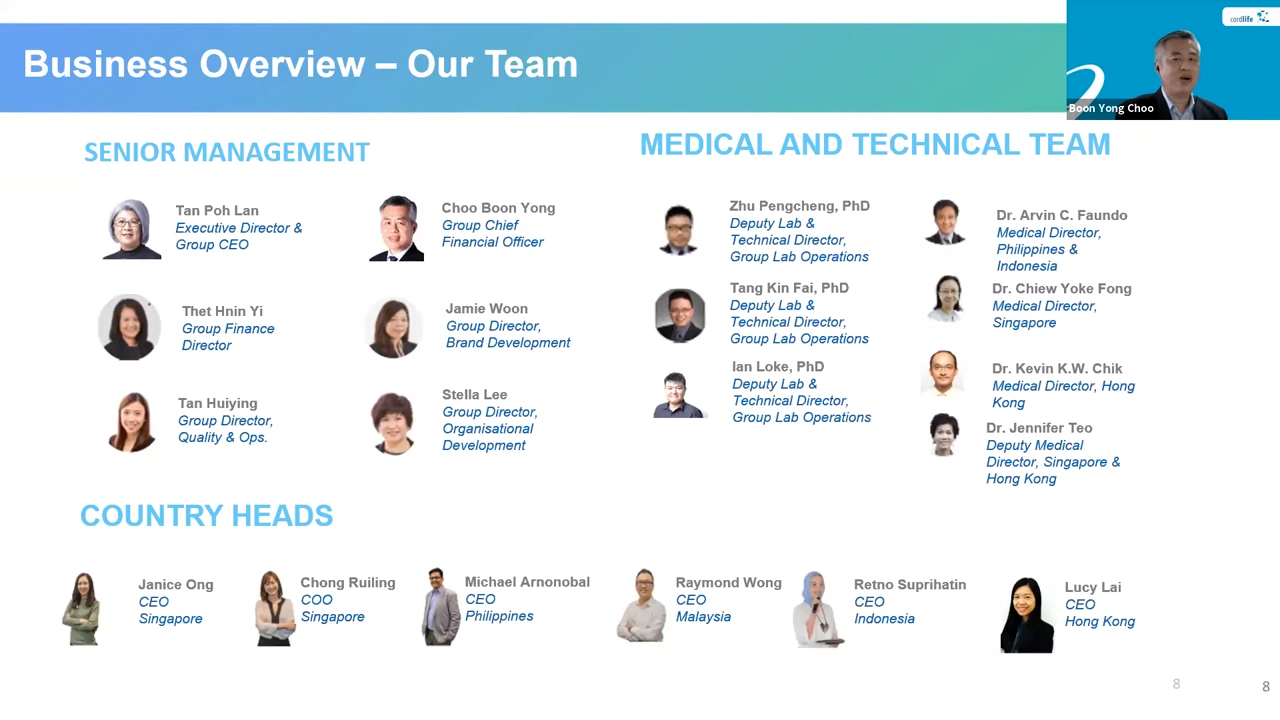 Business Overview – Our Team
cordlife
Boon Yong Choo
SENIOR MANAGEMENT
Tan Poh Lan
Executive Director &
Group CEO
Choo Boon Yong
Group Chief
Financial Officer
Thet Hnin Yi
Group Finance
Director
Jamie Woon
Group Director,
Brand Development
Tan Huiying
Group Director,
Quality & Ops.
Stella Lee
Group Director,
Organisational
Development
MEDICAL AND TECHNICAL TEAM
Zhu Pengcheng, PhD
Deputy Lab &
Technical Director,
Group Lab Operations
Tang Kin Fai, PhD
Deputy Lab &
Technical Director,
Group Lab Operations
Ian Loke, PhD
Deputy Lab &
Technical Director,
Group Lab Operations
Dr. Arvin C. Faundo
Medical Director,
Philippines &
Indonesia
Dr. Chiew Yoke Fong
Medical Director,
Singapore
Dr. Kevin K.W. Chik
Medical Director, Hong
Kong
Dr. Jennifer Teo
Deputy Medical
Director, Singapore &
Hong Kong
COUNTRY HEADS
Janice Ong
CEO
Singapore
Chong Ruiling
COO
Singapore
Michael Arnonobal
CEO
Philippines
Raymond Wong
CEO
Malaysia
Retno Suprihatin
CEO
Indonesia
Lucy Lai
CEO
Hong Kong
8
8